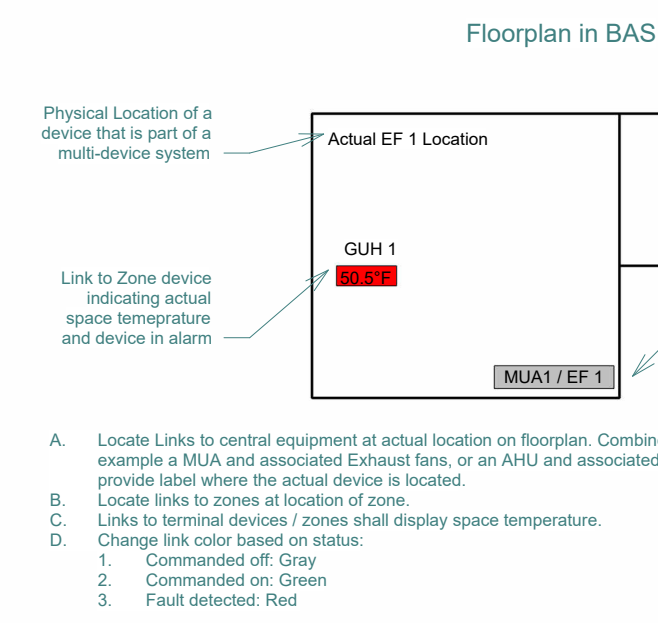 Floorplan in BAS
Physical Location of a
device that is part of a
multi-device system
Actual EF 1 Location
GUH 1
50.5°F
Link to Zone device
indicating actual
space temeprature
and device in alarm
MUA1 / EF 1
A. Locate Links to central equipment at actual location on floorplan. Combin
example a MUA and associated Exhaust fans, or an AHU and associated
provide label where the actual device is located.
B. Locate links to zones at location of zone.
C. Links to terminal devices / zones shall display space temperature.
D. Change link color based on status:
1. Commanded off: Gray
2. Commanded on: Green
3. Fault detected: Red